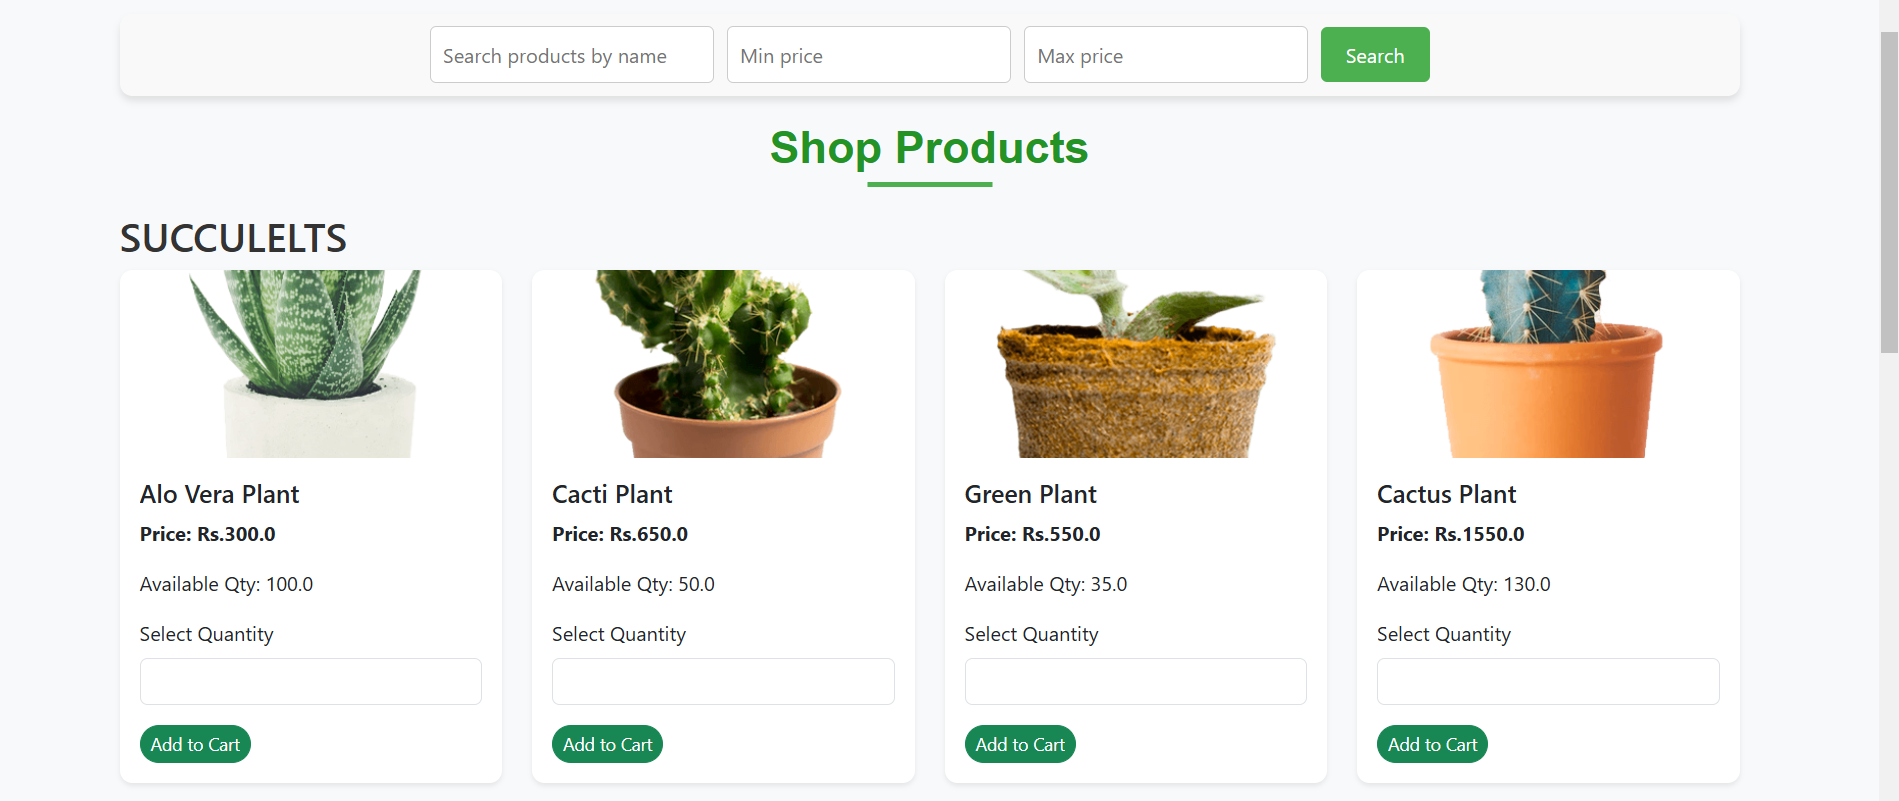 Search products by name
Min price
Max price
Search
Shop Products
SUCCULELTS
Alo Vera Plant
Price: Rs.300.0
Available Qty: 100.0
Select Quantity
Add to Cart
Cacti Plant
Price: Rs.650.0
Available Qty: 50.0
Select Quantity
Add to Cart
Green Plant
Price: Rs.550.0
Available Qty: 35.0
Select Quantity
Add to Cart
Cactus Plant
Price: Rs.1550.0
Available Qty: 130.0
Select Quantity
Add to Cart